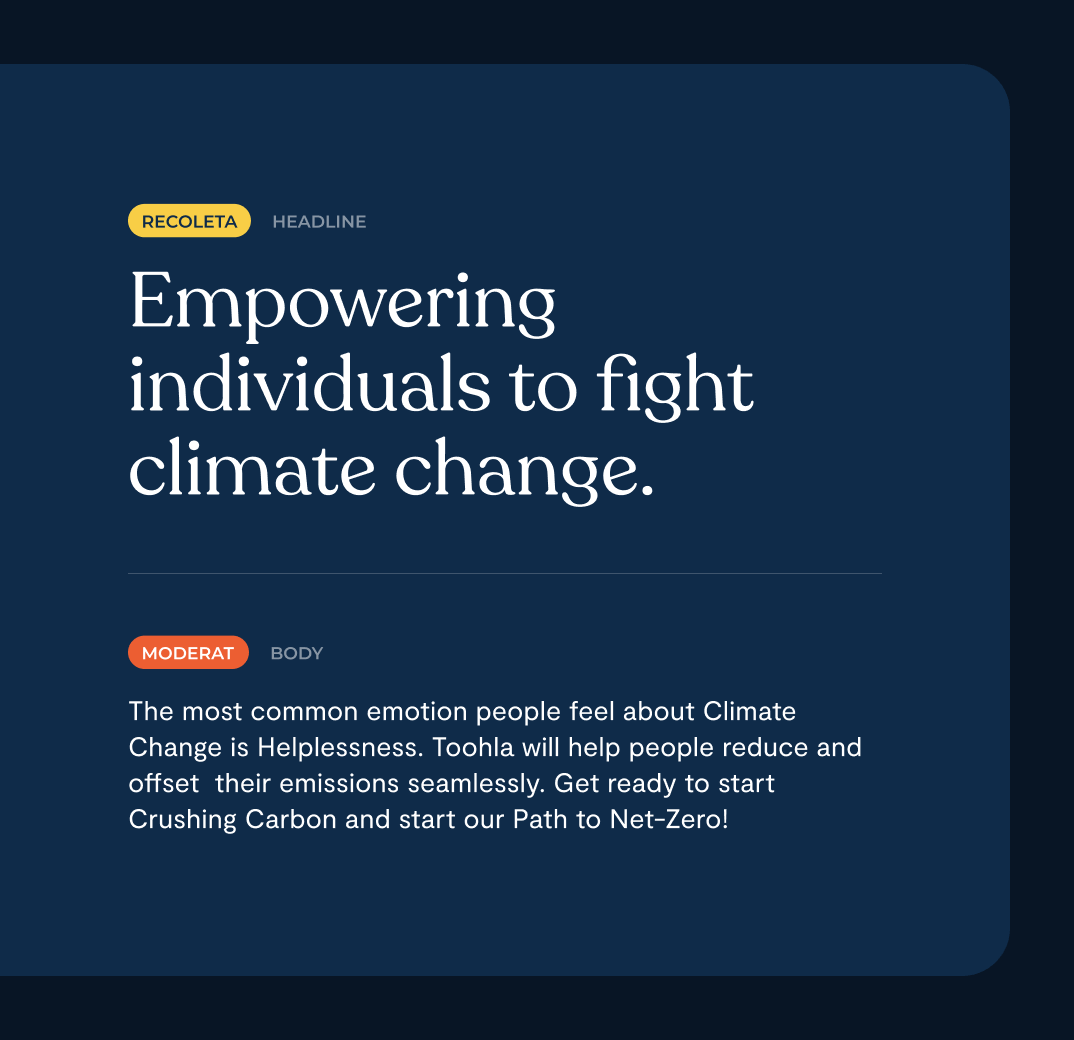 RECOLETA HEADLINE
Empowering
individuals to fight
climate change.
MODERAT BODY
The most common emotion people feel about Climate
Change is Helplessness. Toohla will help people reduce and
offset  their emissions seamlessly. Get ready to start
Crushing Carbon and start our Path to Net-Zero!